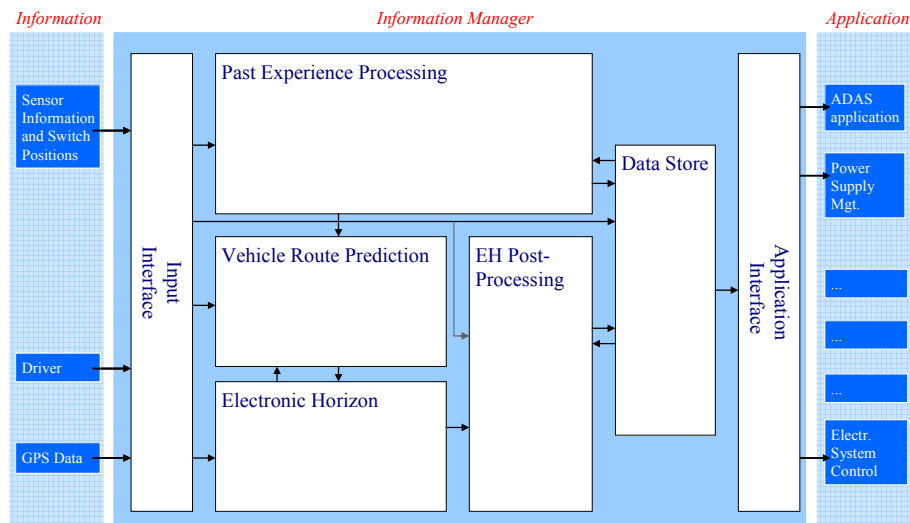 Information
Information Manager
Application
Sensor
Information
and Switch
Positions
Driver
GPS Data
Input
Interface
Past Experience Processing
Vehicle Route Prediction
Electronic Horizon
EH Post-
Processing
Data Store
Application
Interface
ADAS
application
Power
Supply
Mgt.
...
...
...
Electr.
System
Control